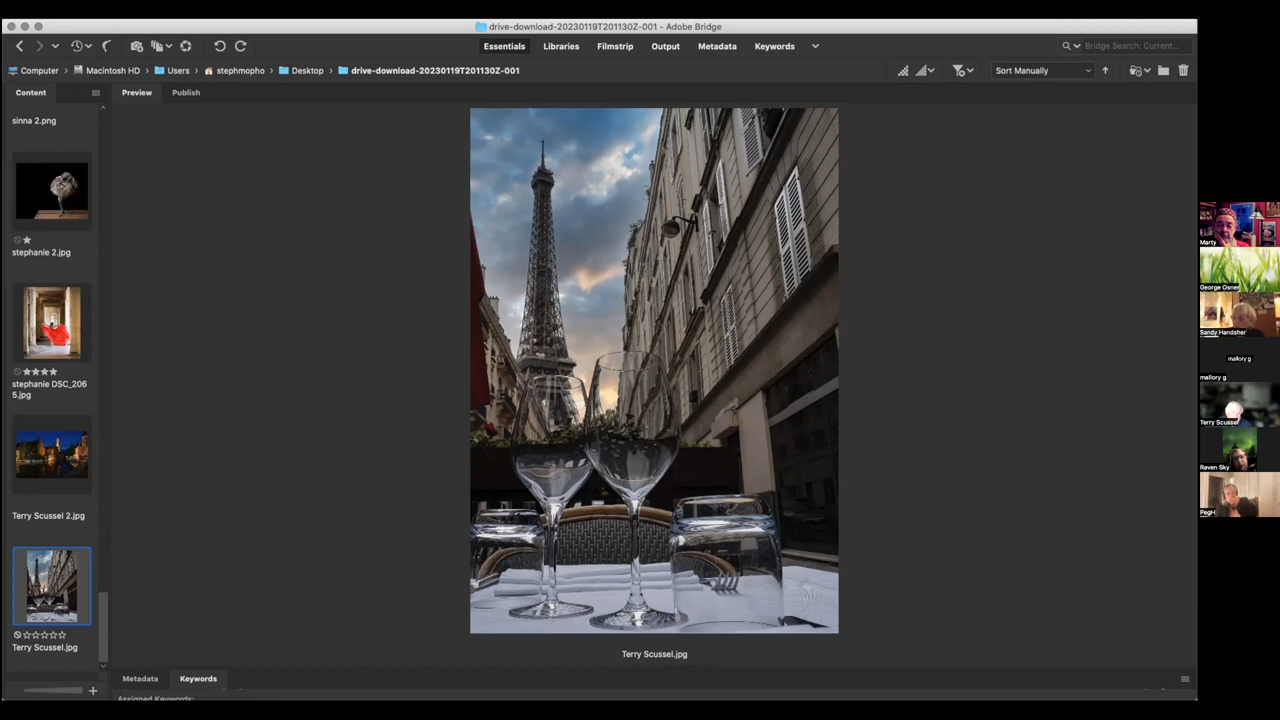 drive-download-20230119T201130Z-001 - Adobe Bridge
Essentials Libraries Filmstrip Output Metadata Keywords
Bridge Search: Current...
Computer Macintosh HD Users stephmopho Desktop drive-download-20230119T201130Z-001
Sort Manually
Content
Preview Publish
sinna 2.png
stephanie 2.jpg
stephanie DSC_206
5.jpg
Terry Scussel 2.jpg
Terry Scussel.jpg
Terry Scussel.jpg
Metadata Keywords
Assigned Keywords:
Marty
George Osner
Sandy Handsher
mallory g
mallory g
Terry Scussel
Raven Sky
PegH